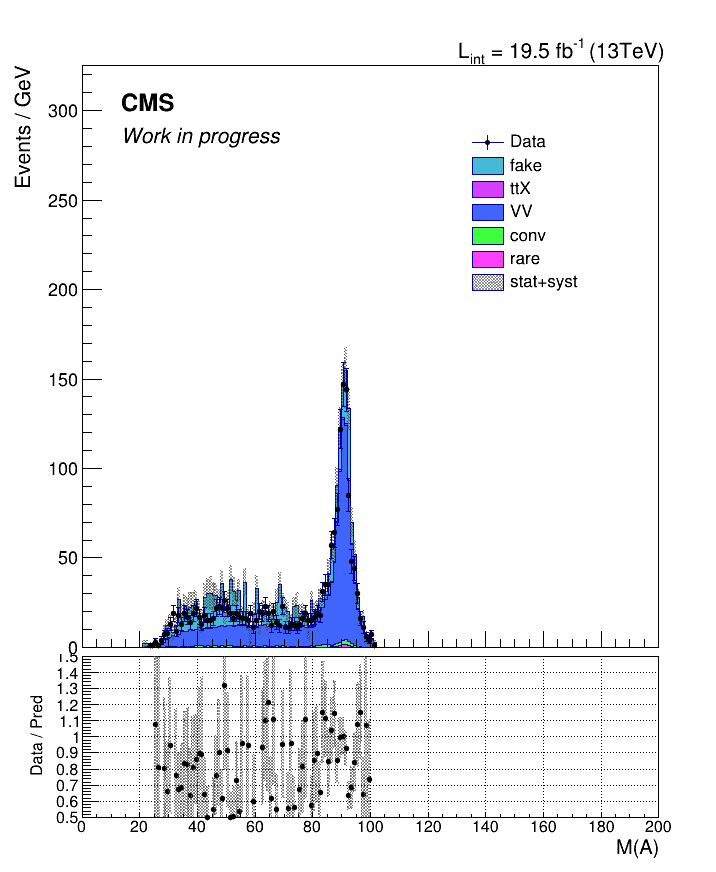 L_int = 19.5 fb^-1 (13TeV)
Events / GeV
CMS
Work in progress
300
250
200
150
100
50
0
Data
fake
ttX
VV
conv
rare
stat+syst
Data / Pred
1.5
1.4
1.3
1.2
1.1
1
0.9
0.8
0.7
0.6
0.5
0 20 40 60 80 100 120 140 160 180 200
M(A)